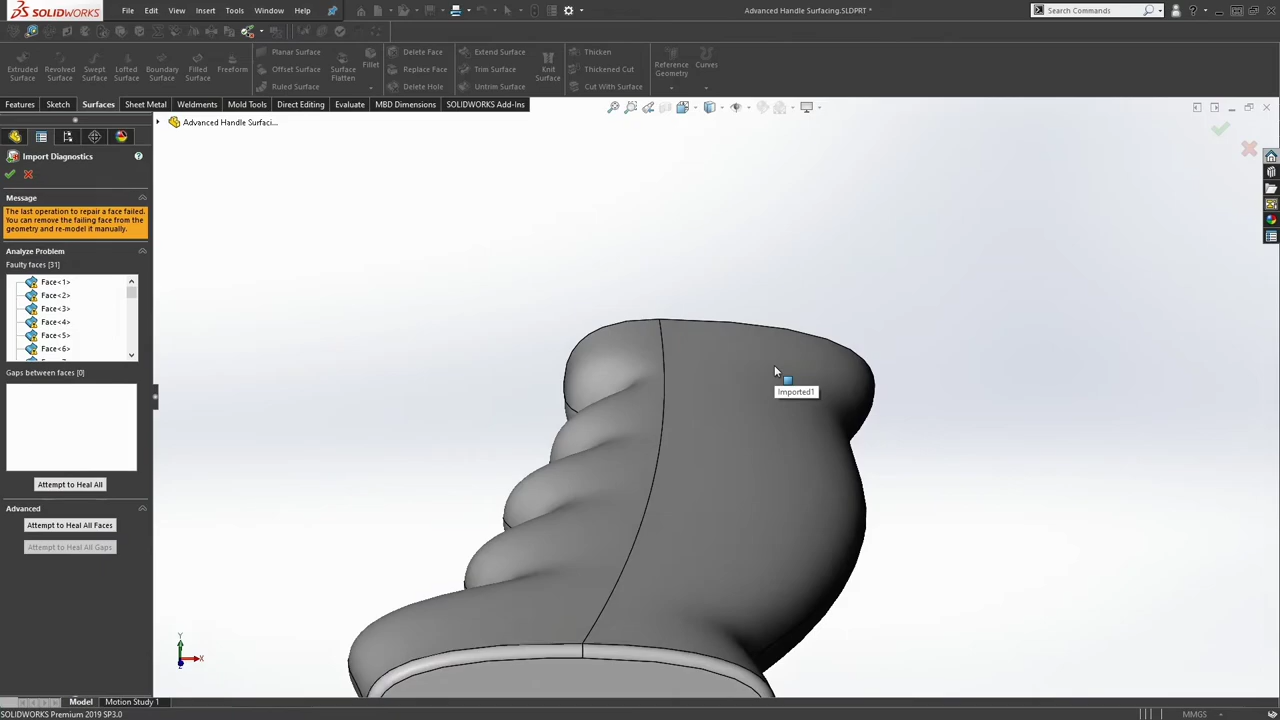 SOLIDWORKS File Edit View Insert Tools Window Help Advanced Handle Surfacing.SLDPRT * Search Commands
Extruded Surface Revolved Surface Swept Surface Lofted Surface Boundary Surface Filled Surface Freeform
Planar Surface Offset Surface Ruled Surface
Surface Flatten Fillet
Delete Face Replace Face Delete Hole
Extend Surface Trim Surface Untrim Surface
Knit Surface
Thicken Thickened Cut Cut With Surface
Reference Geometry Curves
Features Sketch Surfaces Sheet Metal Weldments Mold Tools Direct Editing Evaluate MBD Dimensions SOLIDWORKS Add-Ins
Advanced Handle Surfaci...
Import Diagnostics
Message
The last operation to repair a face failed.
You can remove the failing face from the
geometry and re-model it manually.
Analyze Problem
Faulty faces [31]
Face<1>
Face<2>
Face<3>
Face<4>
Face<5>
Face<6>
Gaps between faces [0]
Imported1
Attempt to Heal All
Advanced
Attempt to Heal All Faces
Attempt to Heal All Gaps
Y
X
Model Motion Study 1
SOLIDWORKS Premium 2019 SP3.0 MMGS